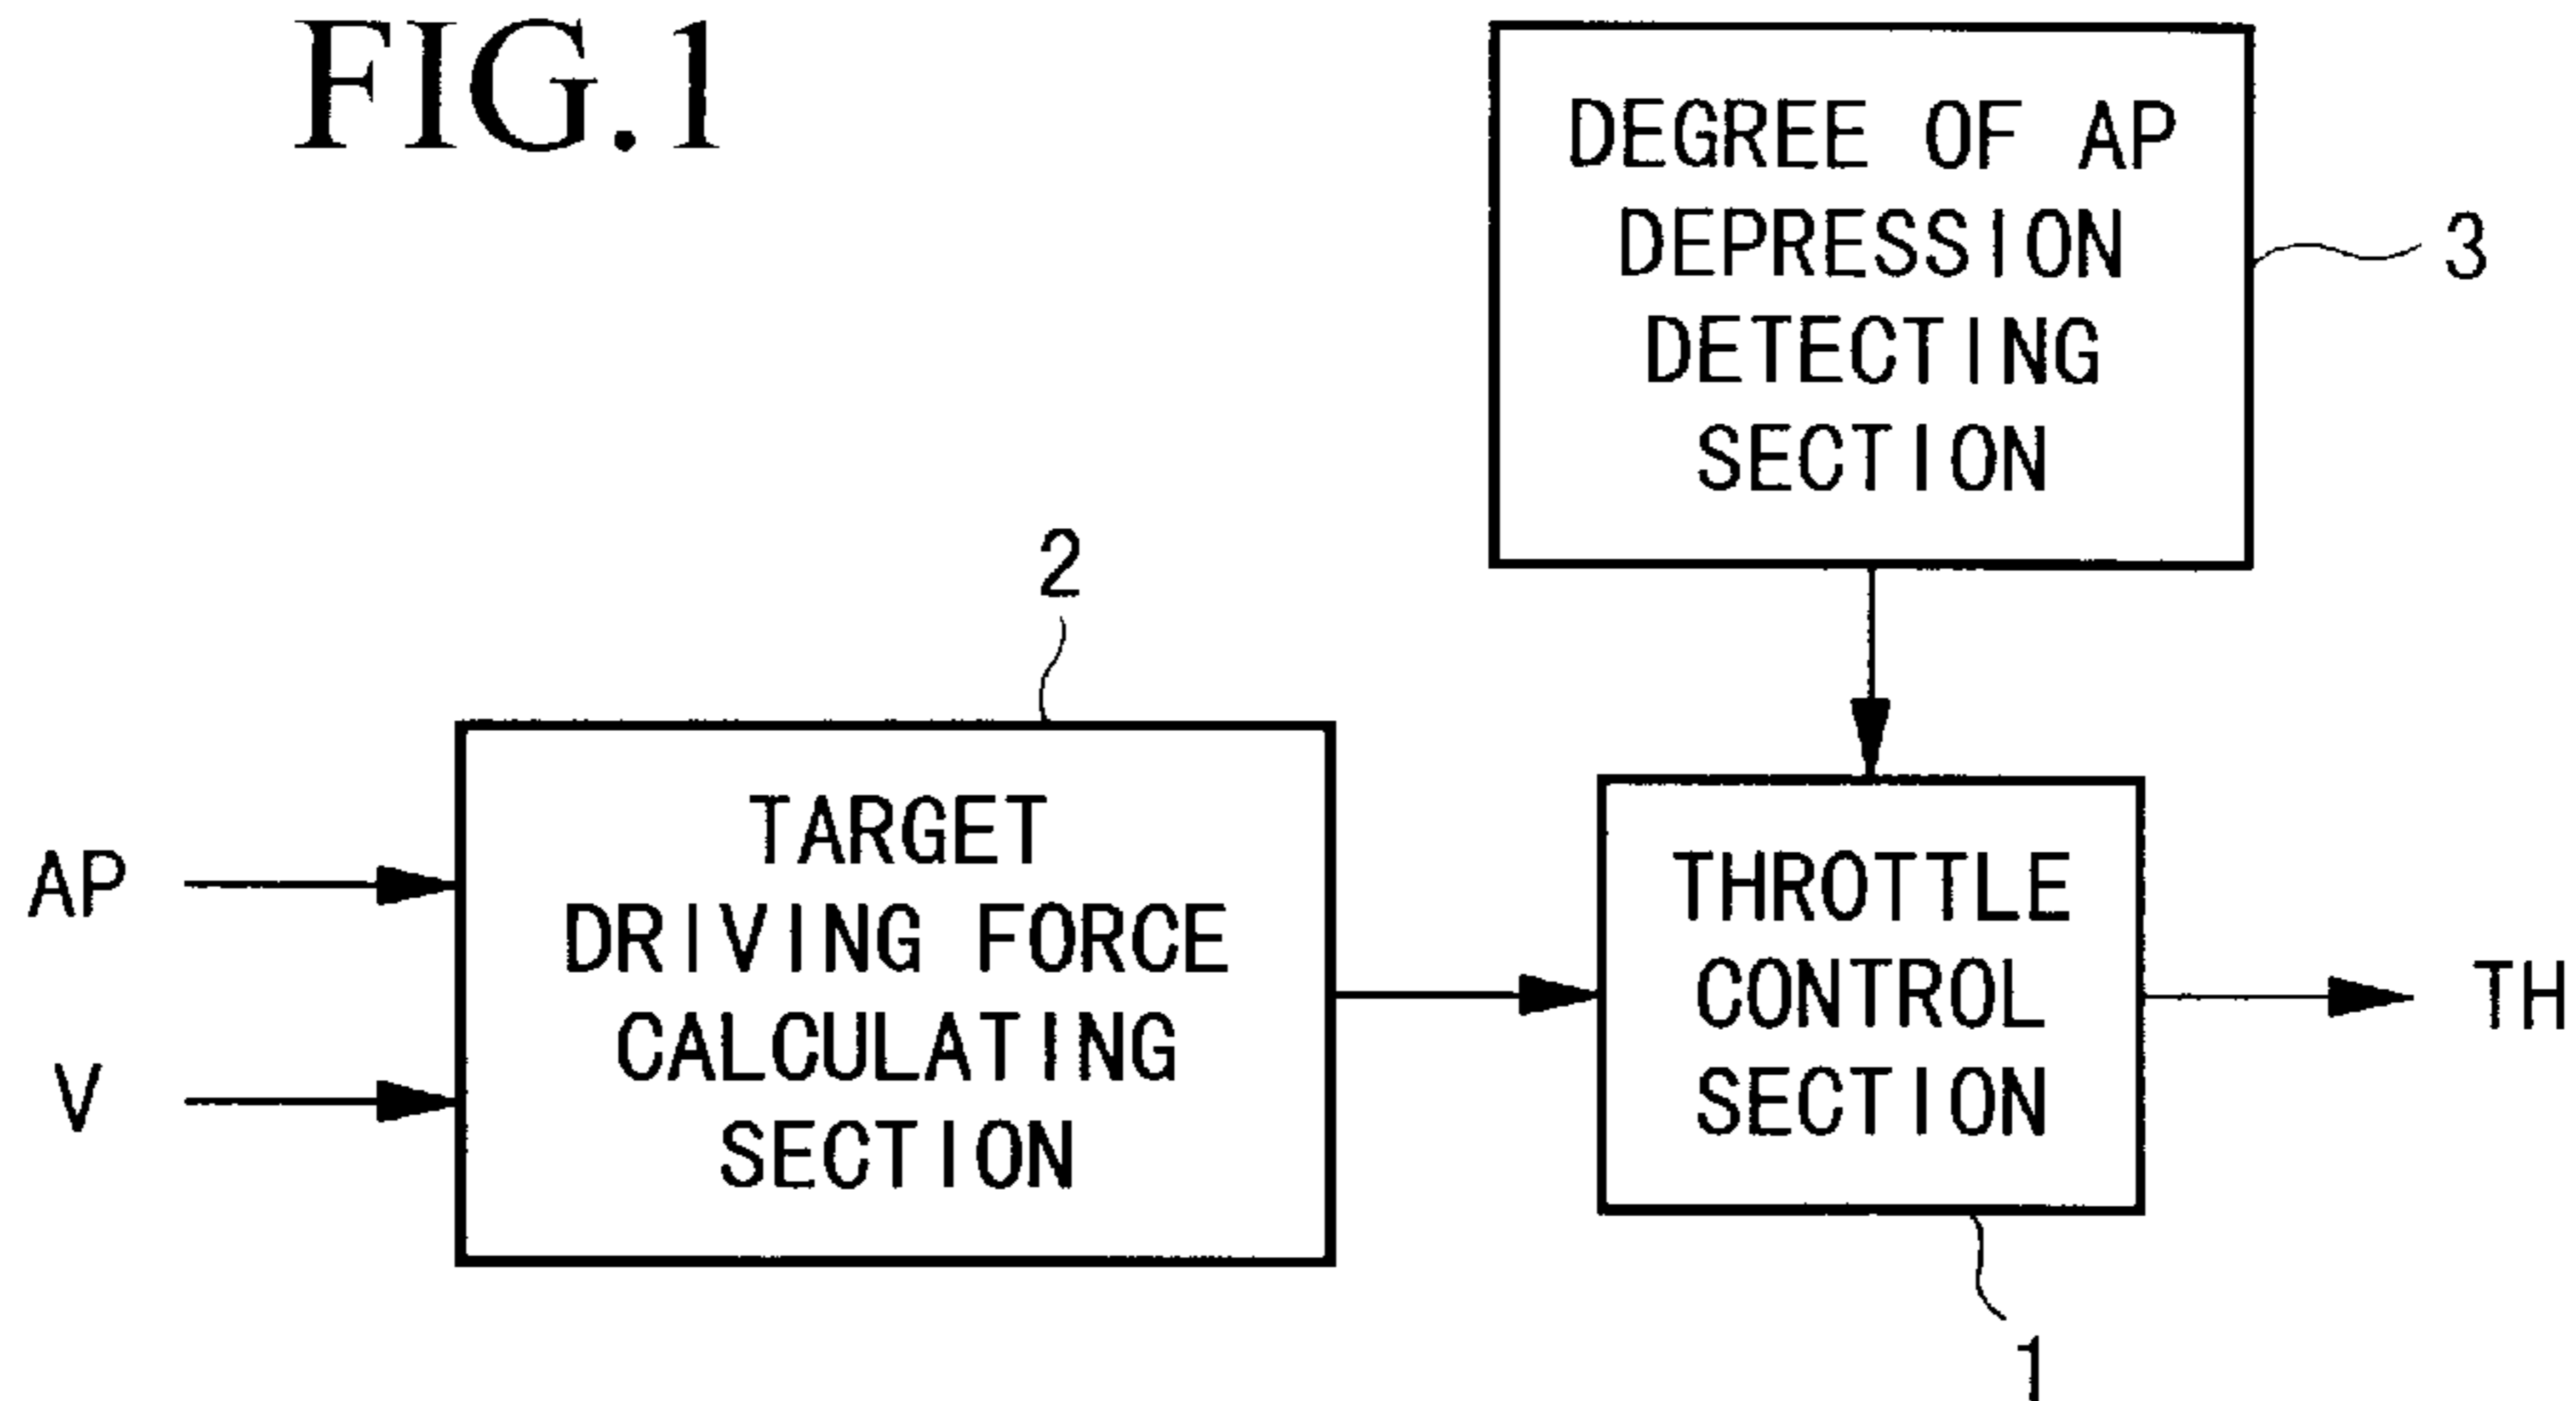 FIG.1
DEGREE OF AP
DEPRESSION
DETECTING
SECTION
3
2
AP
V
TARGET
DRIVING FORCE
CALCULATING
SECTION
THROTTLE
CONTROL
SECTION
TH
1